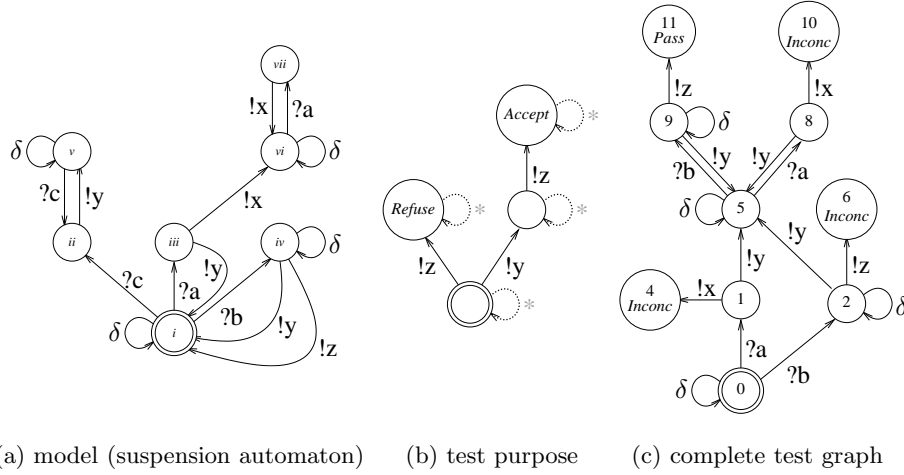 vii
!x
?a
δ
v
vi
δ
?c
!y
!x
ii
iii
iv
δ
!y
?c
?a
?b
!y
δ
i
!z
Accept
*
!z
Refuse
*
*
!z
!y
*
11
Pass
10
Inconc
!z
!x
9
δ
8
!y
!y
?b
?a
6
Inconc
δ
5
!y
!y
!z
4
Inconc
!x
1
2
δ
?a
?b
δ
0
(a) model (suspension automaton)
(b) test purpose
(c) complete test graph